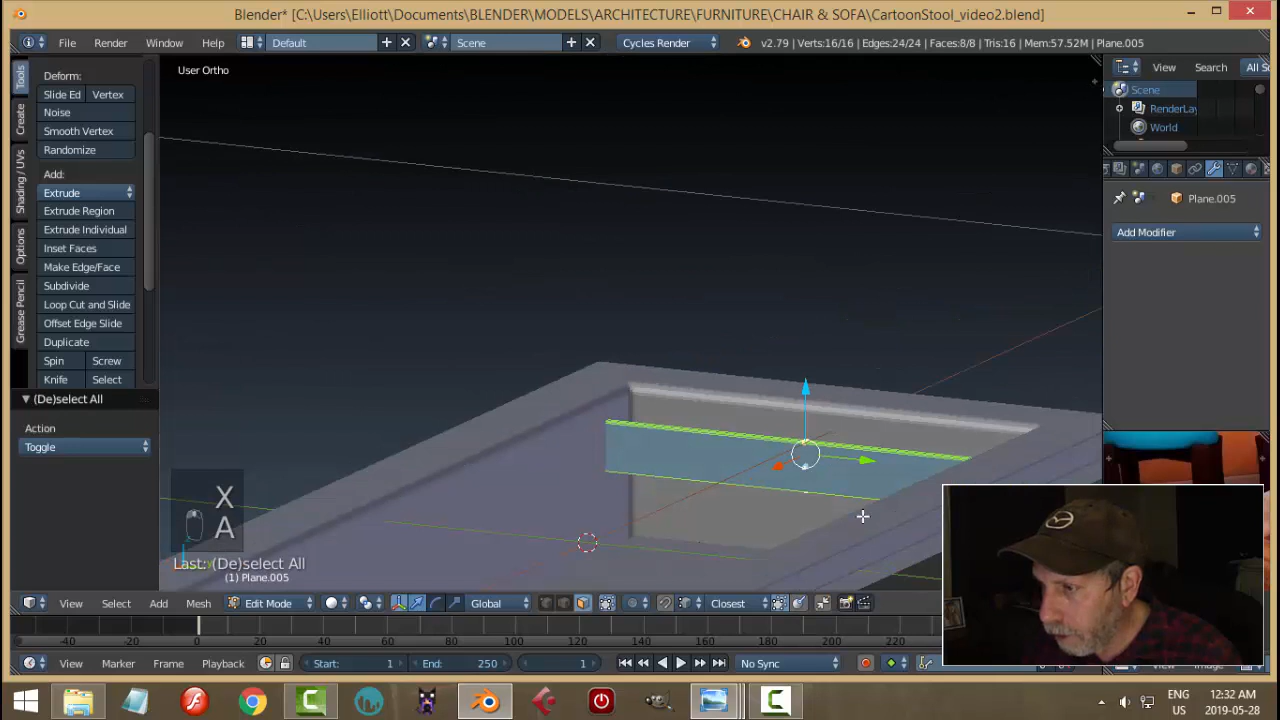 Blender* [C:\Users\Elliott\Documents\BLENDER\MODELS\ARCHITECTURE\FURNITURE\CHAIR & SOFA\CartoonStool_video2.blend]
File Render Window Help Default Scene Cycles Render v2.79 | Verts:16/16 | Edges:24/24 | Faces:8/8 | Tris:16 | Mem:57.52M | Plane.005
View Search All S
Tools
Create
Shading / UVs
Options
Grease Pencil
Deform:
Slide Ed Vertex
Noise
Smooth Vertex
Randomize
Add:
Extrude
Extrude Region
Extrude Individual
Inset Faces
Make Edge/Face
Subdivide
Loop Cut and Slide
Offset Edge Slide
Duplicate
Spin Screw
Knife Select
(De)select All
Action
Toggle
User Ortho
X
A
Last: (De)select All
(1) Plane.005
Scene
RenderLay
World
Plane.005
Add Modifier
View Select Add Mesh Edit Mode Global Closest
-40 -20 0 20 40 60 80 100 120 140 160 180 200 220
View Marker Frame Playback Start: 1 End: 250 1 No Sync
ENG
US
12:32 AM
2019-05-28